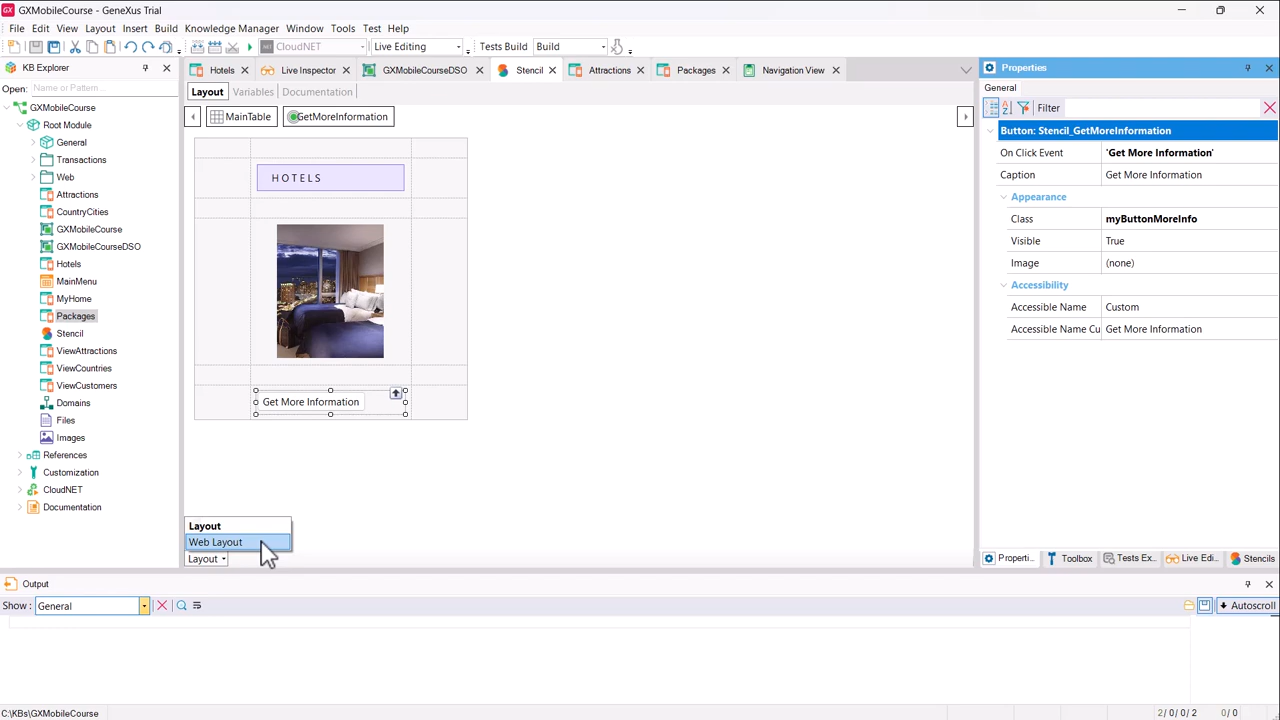 GXMobileCourse - GeneXus Trial
File Edit View Layout Insert Build Knowledge Manager Window Tools Test Help
CloudNET Live Editing Tests Build Build
KB Explorer
Open: Name or Pattern...
GXMobileCourse
Root Module
General
Transactions
Web
Attractions
CountryCities
GXMobileCourse
GXMobileCourseDSO
Hotels
MainMenu
MyHome
Packages
Stencil
ViewAttractions
ViewCountries
ViewCustomers
Domains
Files
Images
References
Customization
CloudNET
Documentation
Hotels Live Inspector GXMobileCourseDSO Stencil Attractions Packages Navigation View
Layout Variables Documentation
MainTable GetMoreInformation
HOTELS
Get More Information
Layout
Web Layout
Layout
Properties
General
Filter
Button: Stencil_GetMoreInformation
On Click Event 'Get More Information'
Caption Get More Information
Appearance
Class myButtonMoreInfo
Visible True
Image (none)
Accessibility
Accessible Name Custom
Accessible Name Cu Get More Information
Properti... Toolbox Tests Ex... Live Edi... Stencils
Output
Show: General Autoscroll
C:\KBs\GXMobileCourse 2/ 0/ 0/ 2 0/ 0